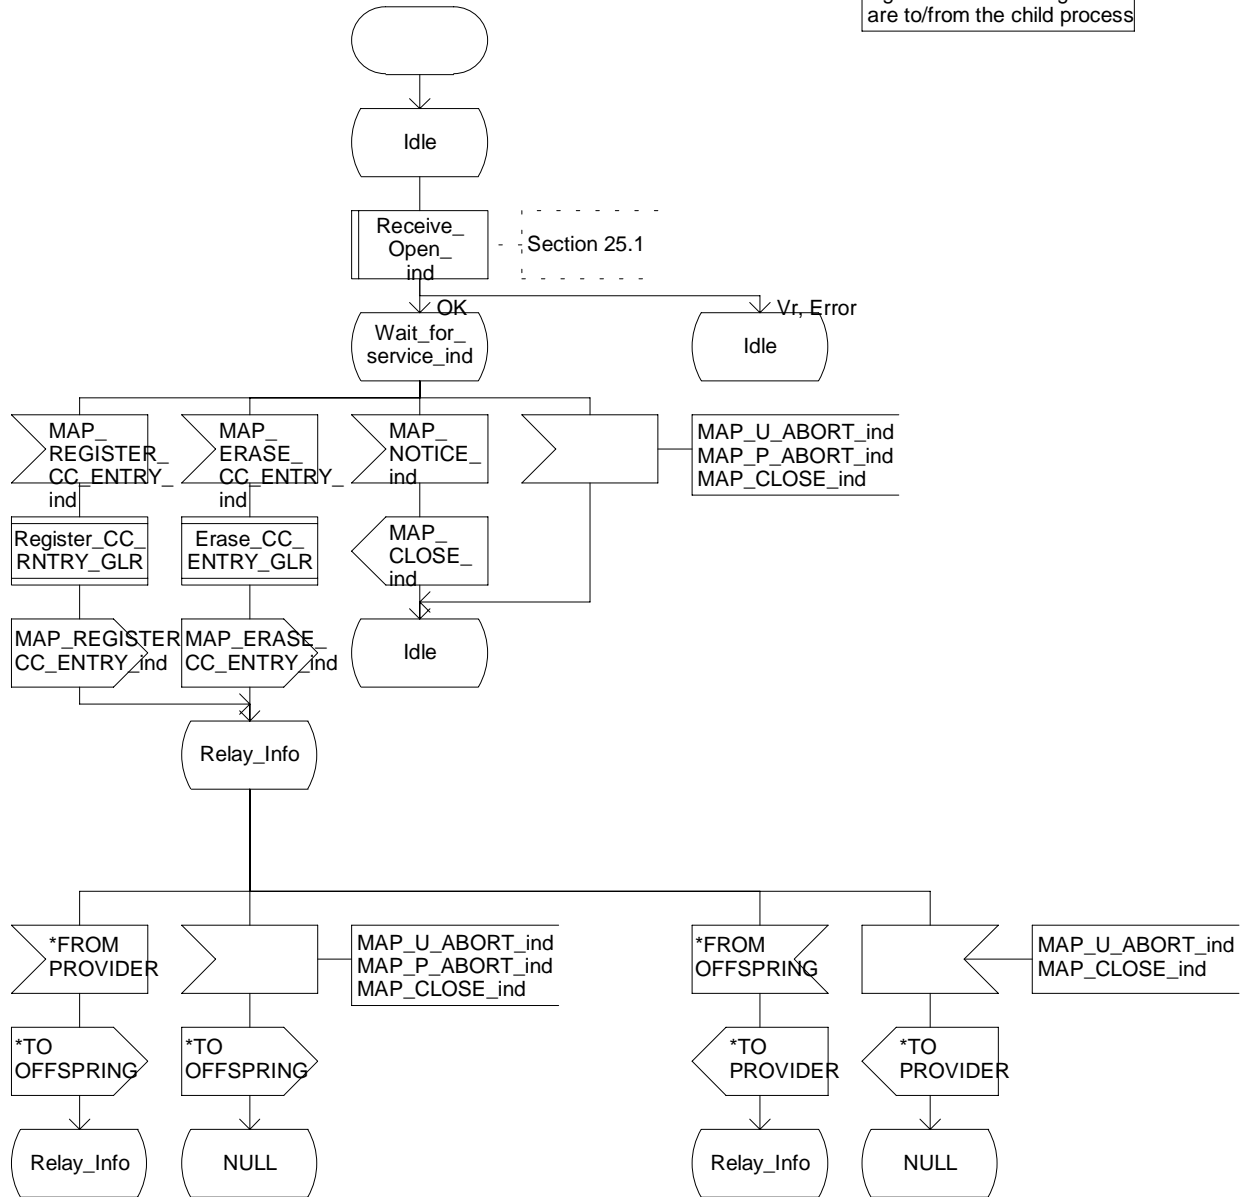 are to/from the child process
Idle
Receive_
Open_
ind
Section 25.1
OK
Vr, Error
Wait_for_
service_ind
Idle
MAP_
REGISTER_
CC_ENTRY_
ind
MAP_
ERASE_
CC_ENTRY_
ind
MAP_
NOTICE_
ind
MAP_U_ABORT_ind
MAP_P_ABORT_ind
MAP_CLOSE_ind
Register_CC_
RNTRY_GLR
Erase_CC_
ENTRY_GLR
MAP_
CLOSE_
ind
MAP_REGISTER
CC_ENTRY_ind
MAP_ERASE_
CC_ENTRY_ind
Idle
Relay_Info
*FROM
PROVIDER
MAP_U_ABORT_ind
MAP_P_ABORT_ind
MAP_CLOSE_ind
*FROM
OFFSPRING
MAP_U_ABORT_ind
MAP_CLOSE_ind
*TO
OFFSPRING
*TO
OFFSPRING
*TO
PROVIDER
*TO
PROVIDER
Relay_Info
NULL
Relay_Info
NULL